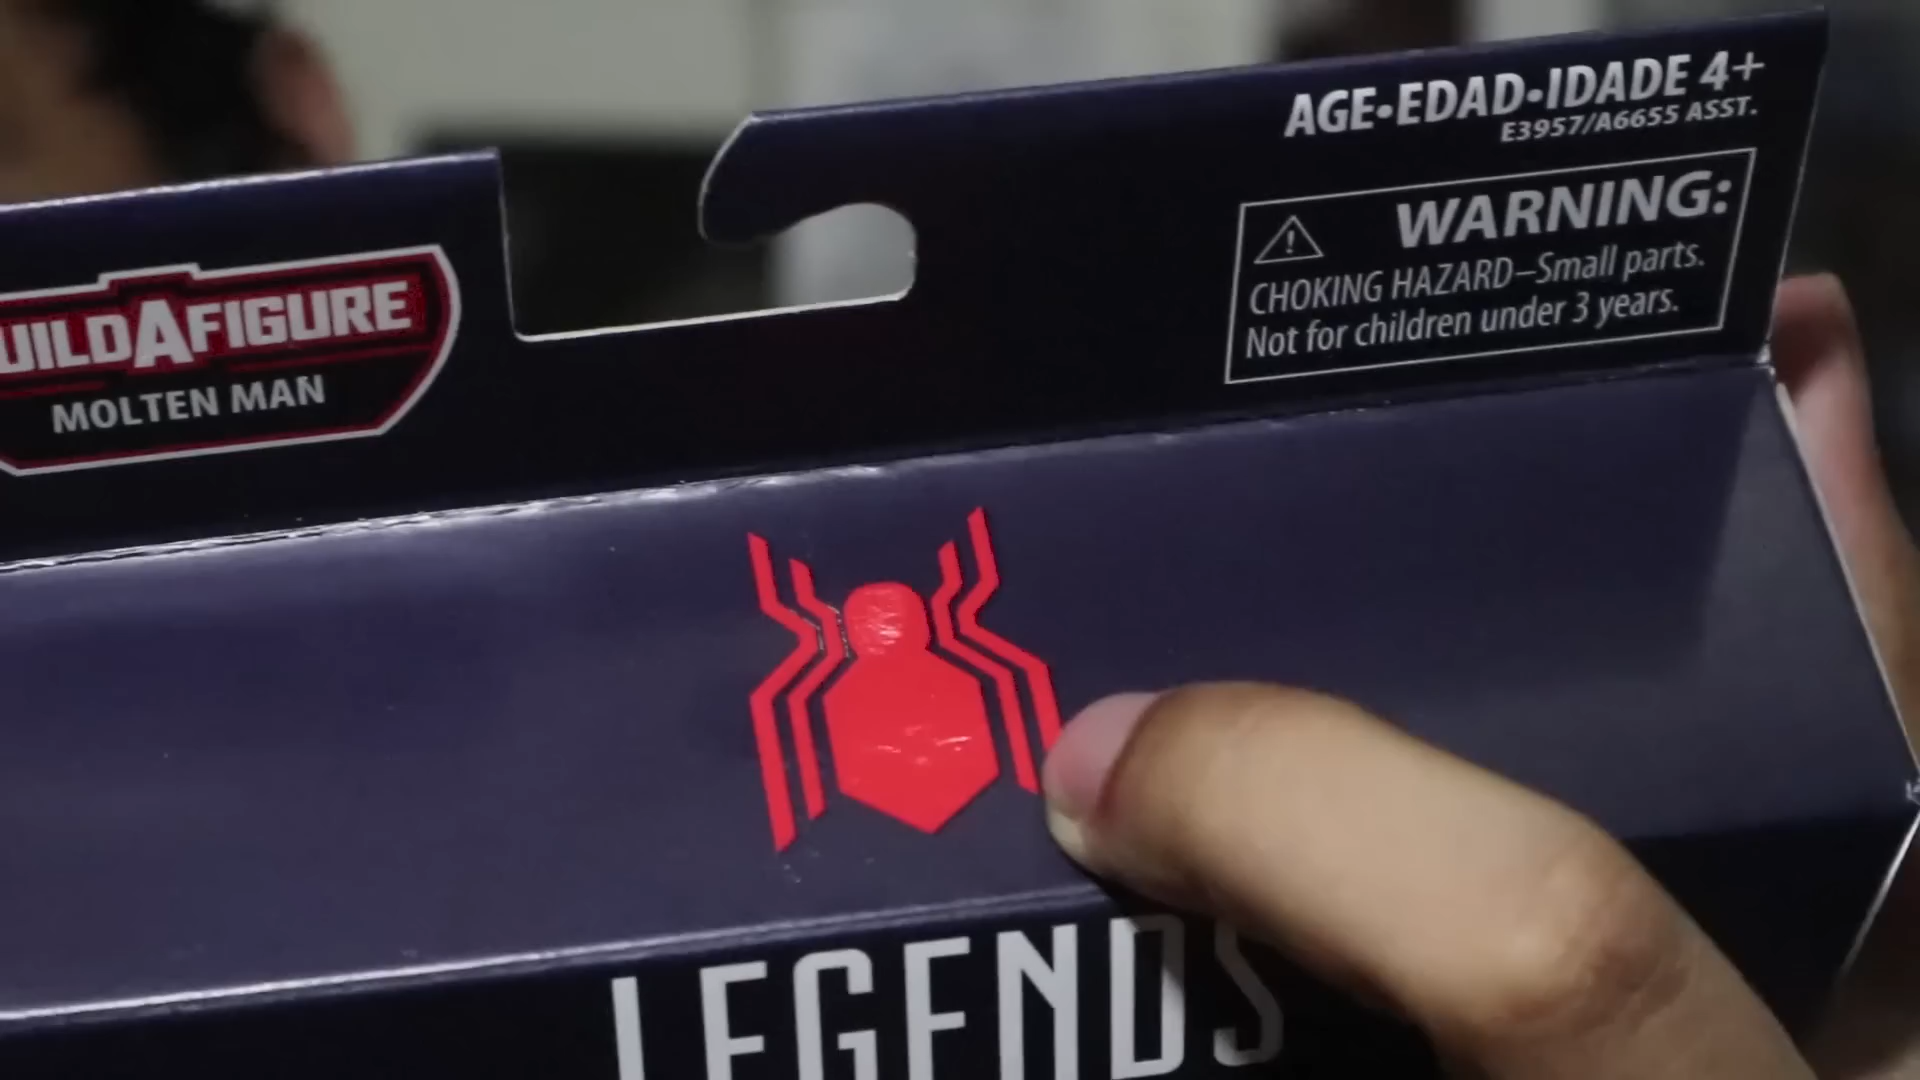 AGE•EDAD•IDADE 4+
E3957/A6655 ASST.
WARNING:
CHOKING HAZARD–Small parts.
Not for children under 3 years.
UILDAFIGURE
MOLTEN MAN
LEGENDS